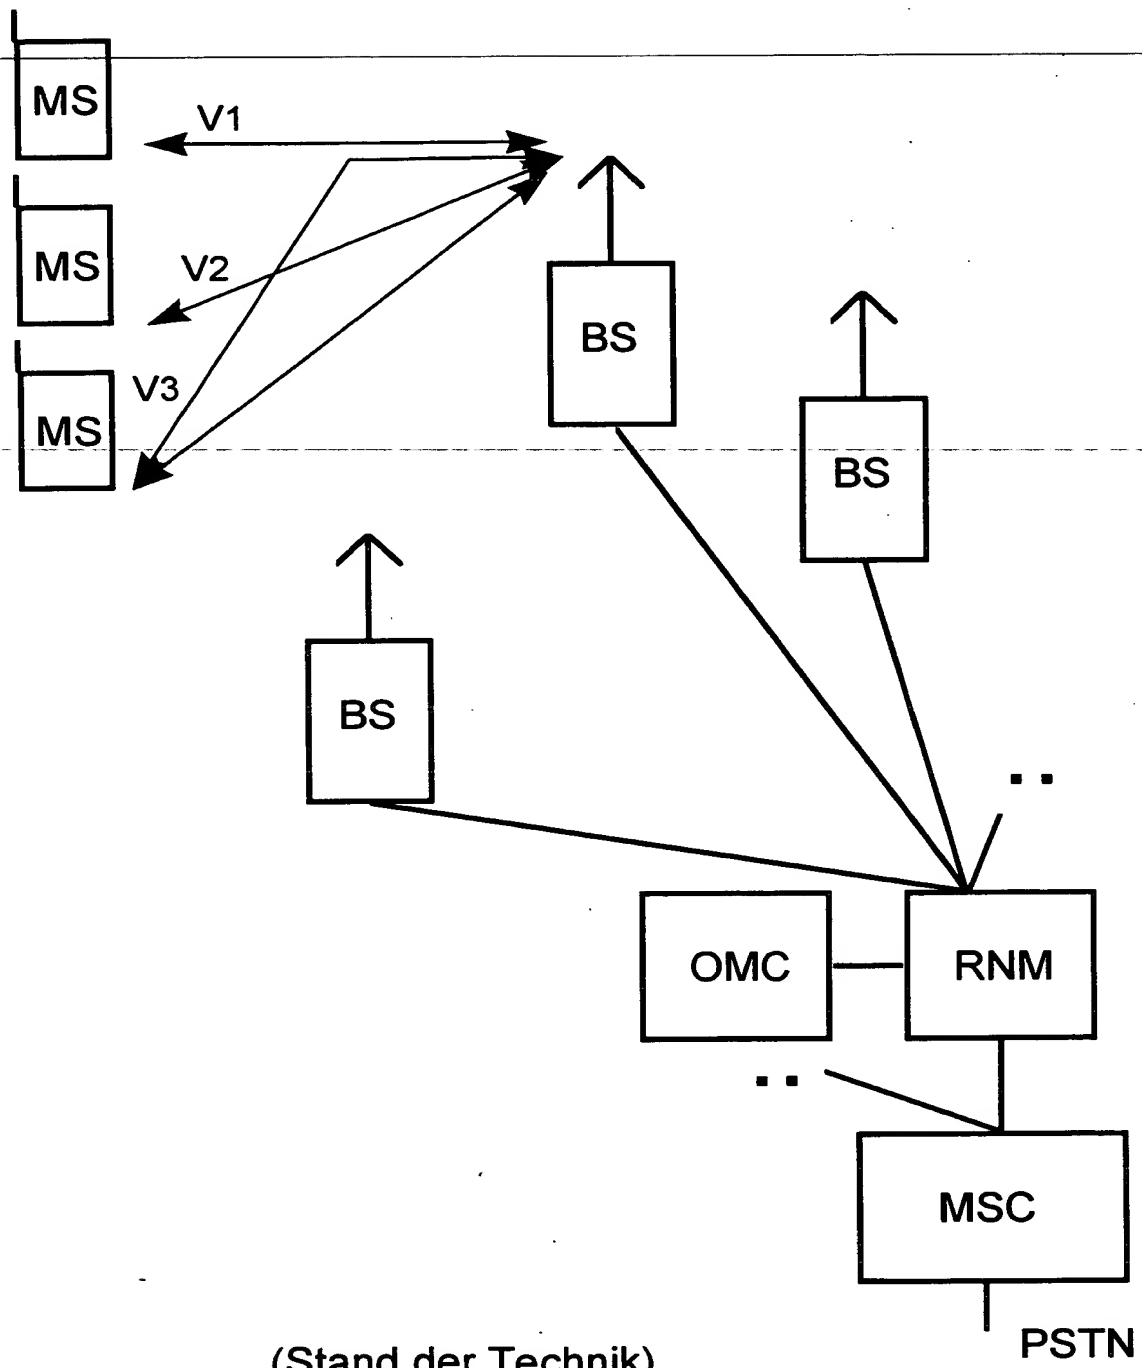 MS
V1
MS
V2
BS
MS
V3
BS
BS
OMC
RNM
MSC
PSTN
(Stand der Technik)